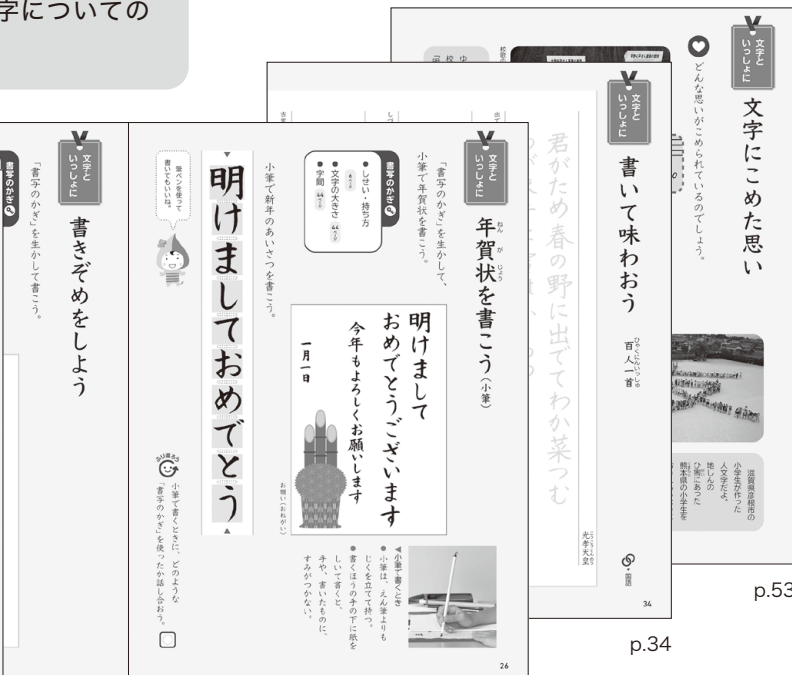 字についての
文字と
いっしょに
文字にこめた思い
どんな思いがこめられているのでしょう。
滋賀県彦根市の
小学生が作った
人文字だよ。
地しんの
ひ害にあった
熊本県の小学生を
p.53
文字と
いっしょに
書いて味わおう
百人一首
ひゃくにんいっしゅ
君がため 春の野に出でてわか菜つむ
光孝天皇
国語
34
p.34
文字と
いっしょに
年賀状を書こう（小筆）
ねん が じょう
「書写のかぎ」を生かして、
小筆で年賀状を書こう。
書写のかぎ
●しせい・持ち方
●文字の大きさ
●字間
明けまして
おめでとうございます
今年もよろしくお願いします
一月一日
お願い（おねがい）
◀小筆で書くとき
●小筆は、えん筆よりも
じくを立てて持つ。
●書くほうの手の下に紙を
しいて書くと、
手や、書いたものに、
すみがつかない。
小筆で新年のあいさつを書こう。
明けましておめでとう
筆ペンを使って
書いてもいいね。
ふり返ろう
小筆で書くときに、どのような
「書写のかぎ」を使ったか話し合おう。
26
文字と
いっしょに
書きぞめをしよう
「書写のかぎ」を生かして書こう。
書写のかぎ